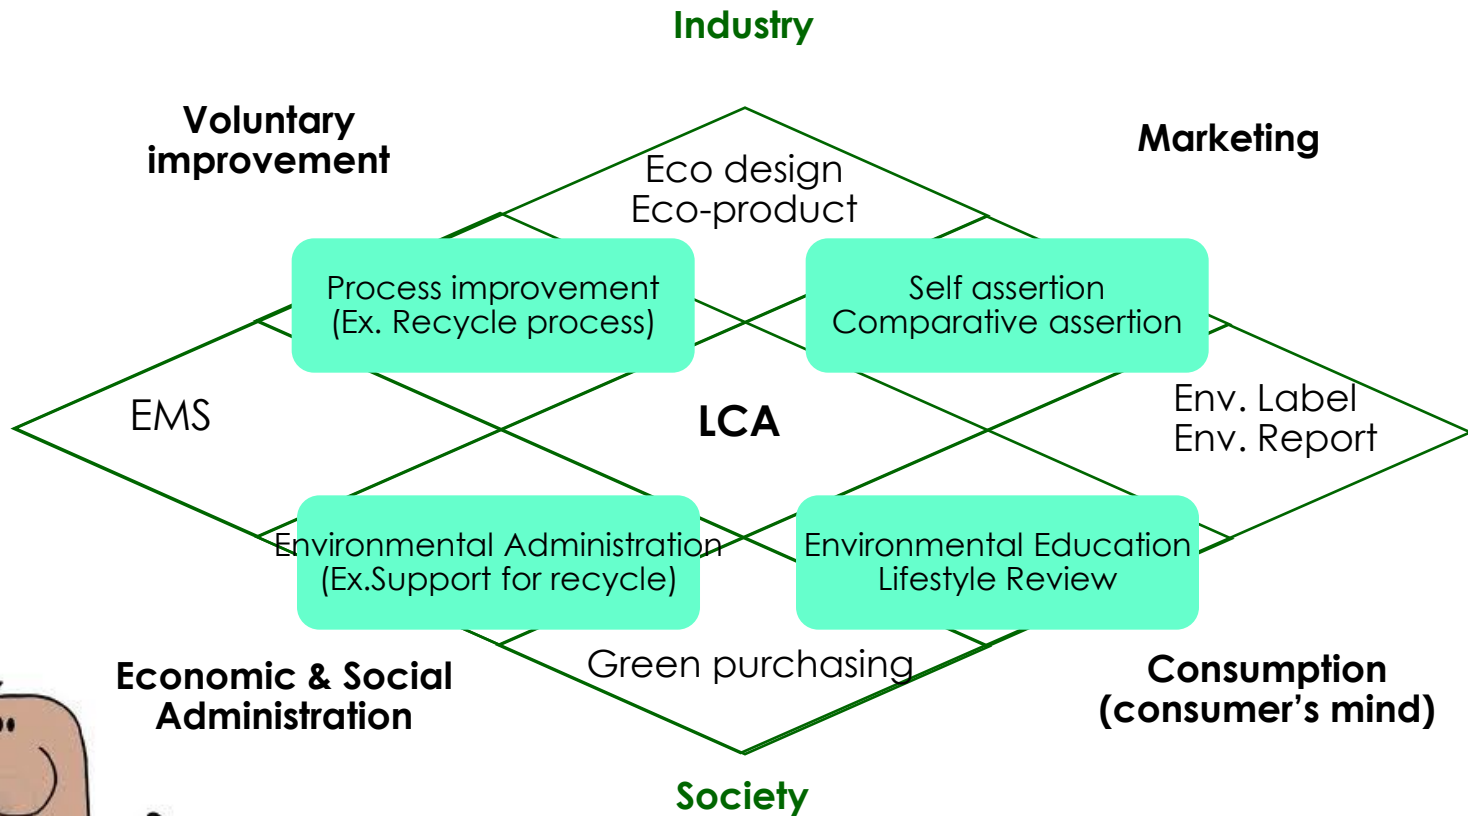 Industry
Voluntary
improvement
Marketing
Eco design
Eco-product
Process improvement
(Ex. Recycle process)
Self assertion
Comparative assertion
EMS
LCA
Env. Label
Env. Report
Environmental Administration
(Ex.Support for recycle)
Environmental Education
Lifestyle Review
Green purchasing
Economic & Social
Administration
Consumption
(consumer’s mind)
Society